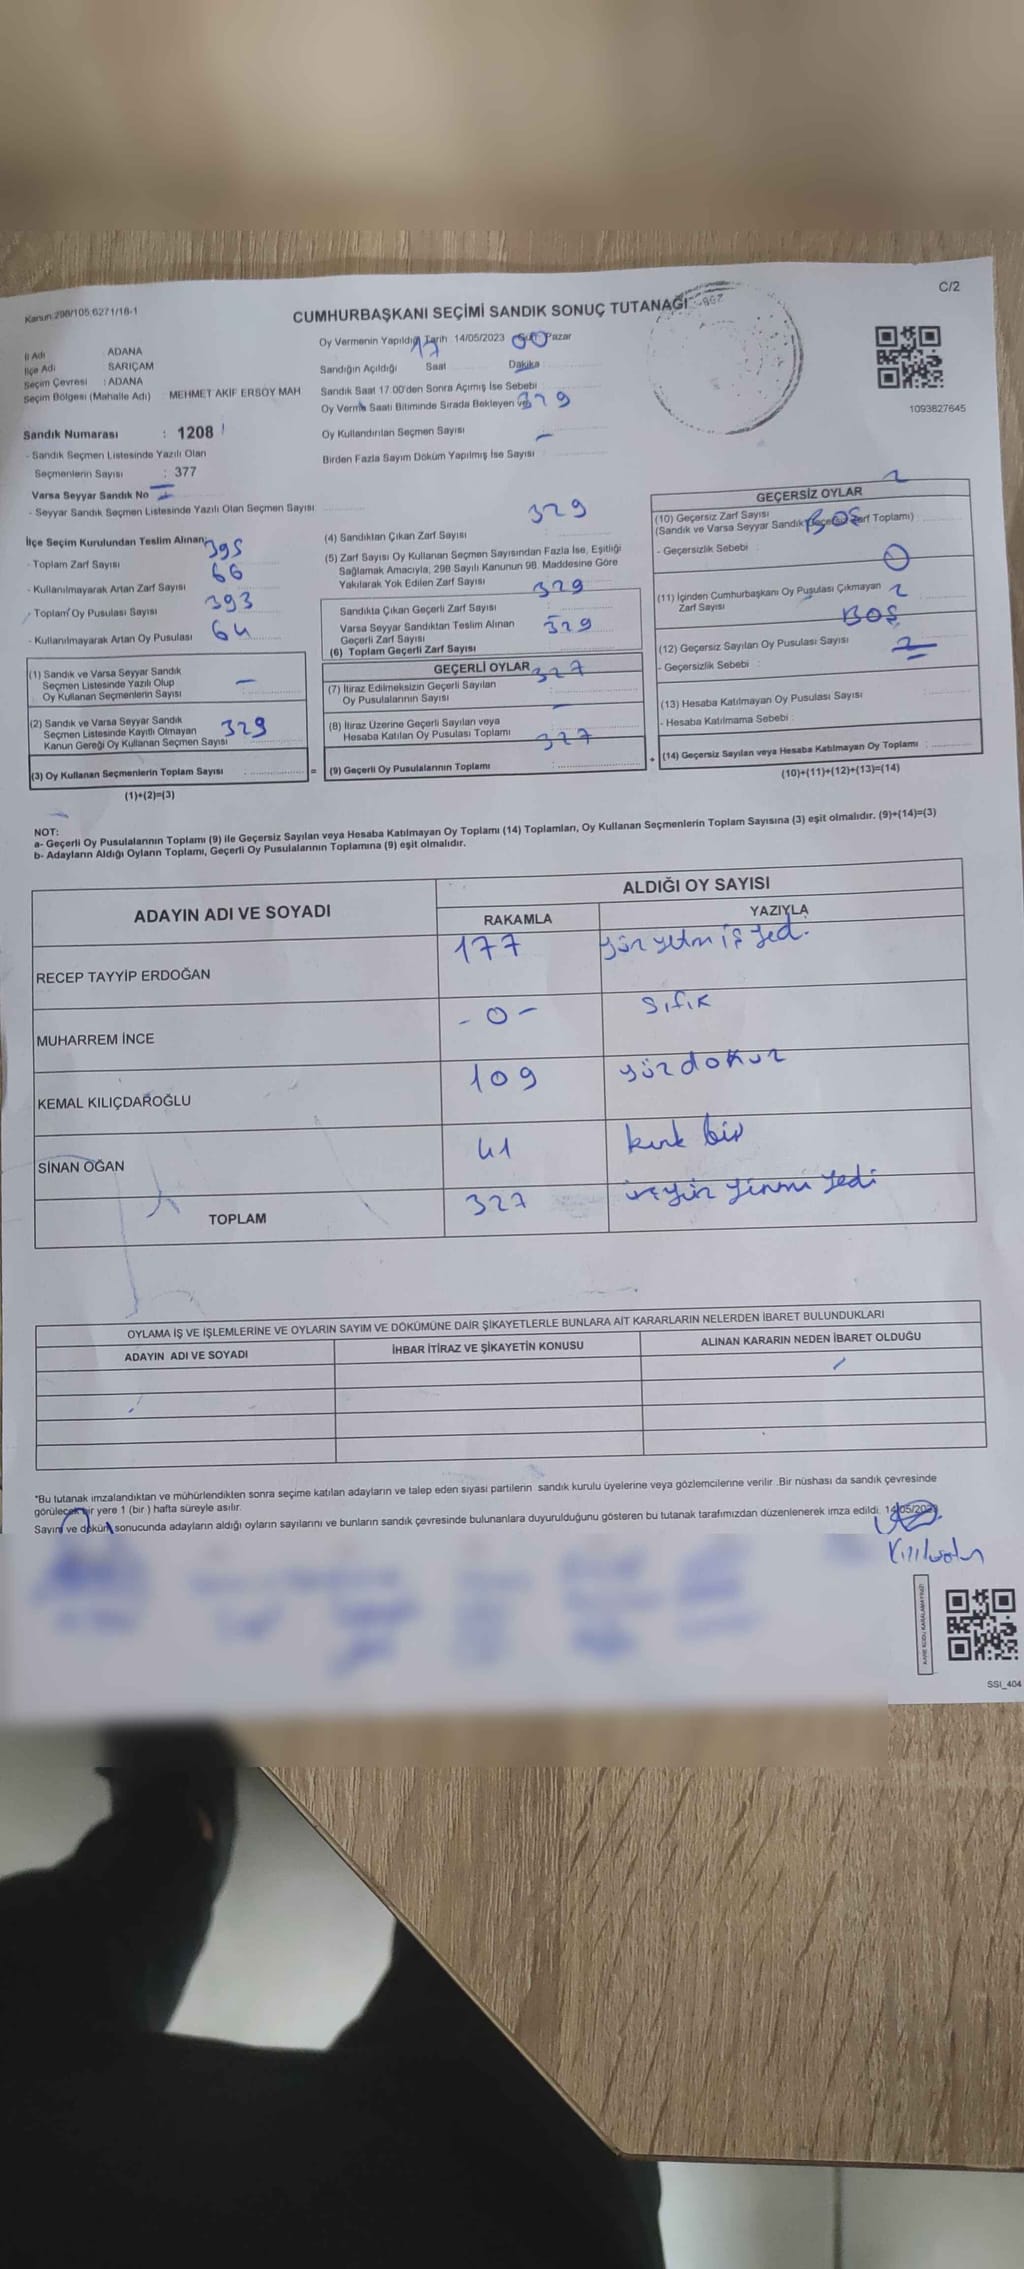 Kanun:298/105,6271/18-1
C/2
CUMHURBAŞKANI SEÇİMİ SANDIK SONUÇ TUTANAĞI
İl Adı : ADANA
İlçe Adı : SARIÇAM
Seçim Çevresi : ADANA
Seçim Bölgesi (Mahalle Adı) : MEHMET AKİF ERSOY MAH
Sandık Numarası : 1208
- Sandık Seçmen Listesinde Yazılı Olan
Seçmenlerin Sayısı : 377
Varsa Seyyar Sandık No
- Seyyar Sandık Seçmen Listesinde Yazılı Olan Seçmen Sayısı
Oy Vermenin Yapıldığı Tarih 14/05/2023 Pazar
Sandığın Açıldığı Saat 17 Dakika 00
Sandık Saat 17.00'den Sonra Açımış İse Sebebi
Oy Verme Saati Bitiminde Sırada Bekleyen ve 329
Oy Kullandırılan Seçmen Sayısı
Birden Fazla Sayım Döküm Yapılmış İse Sayısı -
1093827645
İlçe Seçim Kurulundan Teslim Alınan;
- Toplam Zarf Sayısı 395
- Kullanılmayarak Artan Zarf Sayısı 66
- Toplam Oy Pusulası Sayısı 393
- Kullanılmayarak Artan Oy Pusulası 64
(1) Sandık ve Varsa Seyyar Sandık
Seçmen Listesinde Yazılı Olup
Oy Kullanan Seçmenlerin Sayısı : -
(2) Sandık ve Varsa Seyyar Sandık
Seçmen Listesinde Kayıtlı Olmayan
Kanun Gereği Oy Kullanan Seçmen Sayısı 329
(3) Oy Kullanan Seçmenlerin Toplam Sayısı : =
(1)+(2)=(3)
329
(4) Sandıktan Çıkan Zarf Sayısı
(5) Zarf Sayısı Oy Kullanan Seçmen Sayısından Fazla İse, Eşitliği
Sağlamak Amacıyla, 298 Sayılı Kanunun 98. Maddesine Göre
Yakılarak Yok Edilen Zarf Sayısı
329
Sandıkta Çıkan Geçerli Zarf Sayısı
Varsa Seyyar Sandıktan Teslim Alınan
Geçerli Zarf Sayısı 329
(6) Toplam Geçerli Zarf Sayısı
GEÇERLİ OYLAR
327
(7) İtiraz Edilmeksizin Geçerli Sayılan
Oy Pusulalarının Sayısı
-
(8) İtiraz Üzerine Geçerli Sayılan veya
Hesaba Katılan Oy Pusulası Toplamı
327
(9) Geçerli Oy Pusulalarının Toplamı : +
2
GEÇERSİZ OYLAR
(10) Geçersiz Zarf Sayısı
(Sandık ve Varsa Seyyar Sandık Geçersiz Zarf Toplamı)
BOŞ
- Geçersizlik Sebebi :
0
(11) İçinden Cumhurbaşkanı Oy Pusulası Çıkmayan
Zarf Sayısı
2
BOŞ
(12) Geçersiz Sayılan Oy Pusulası Sayısı
2
- Geçersizlik Sebebi :
(13) Hesaba Katılmayan Oy Pusulası Sayısı
- Hesaba Katılmama Sebebi :
(14) Geçersiz Sayılan veya Hesaba Katılmayan Oy Toplamı :
(10)+(11)+(12)+(13)=(14)
NOT:
a- Geçerli Oy Pusulalarının Toplamı (9) ile Geçersiz Sayılan veya Hesaba Katılmayan Oy Toplamı (14) Toplamları, Oy Kullanan Seçmenlerin Toplam Sayısına (3) eşit olmalıdır. (9)+(14)=(3)
b- Adayların Aldığı Oyların Toplamı, Geçerli Oy Pusulalarının Toplamına (9) eşit olmalıdır.
ADAYIN ADI VE SOYADI
ALDIĞI OY SAYISI
RAKAMLA YAZIYLA
RECEP TAYYİP ERDOĞAN 177 yüz yetmiş yed.
MUHARREM İNCE - 0 - sıfır
KEMAL KILIÇDAROĞLU 109 yüzdokuz
SİNAN OĞAN 41 kırk bir
TOPLAM 327 üçyüz yirmi yedi
OYLAMA İŞ VE İŞLEMLERİNE VE OYLARIN SAYIM VE DÖKÜMÜNE DAİR ŞİKAYETLERLE BUNLARA AİT KARARLARIN NELERDEN İBARET BULUNDUKLARI
ADAYIN ADI VE SOYADI İHBAR İTİRAZ VE ŞİKAYETİN KONUSU ALINAN KARARIN NEDEN İBARET OLDUĞU
*Bu tutanak imzalandıktan ve mühürlendikten sonra seçime katılan adayların ve talep eden siyasi partilerin sandık kurulu üyelerine veya gözlemcilerine verilir .Bir nüshası da sandık çevresinde
görülecek bir yere 1 (bir ) hafta süreyle asılır.
Sayım ve döküm sonucunda adayların aldığı oyların sayılarını ve bunların sandık çevresinde bulunanlara duyurulduğunu gösteren bu tutanak tarafımızdan düzenlenerek imza edildi. 14/05/2023
KARE KODU KARALAMAYINIZ!
SSI_404